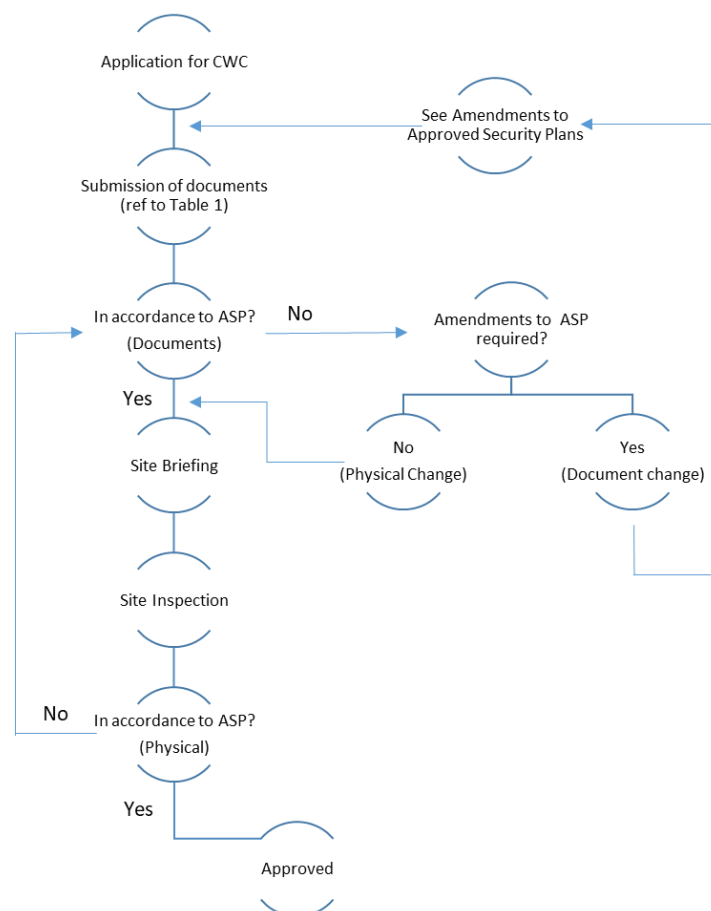 Application for CWC
See Amendments to
Approved Security Plans
Submission of documents
(ref to Table 1)
In accordance to ASP?
(Documents)
No
Amendments to ASP
required?
Yes
No
(Physical Change)
Yes
(Document change)
Site Briefing
Site Inspection
No
In accordance to ASP?
(Physical)
Yes
Approved